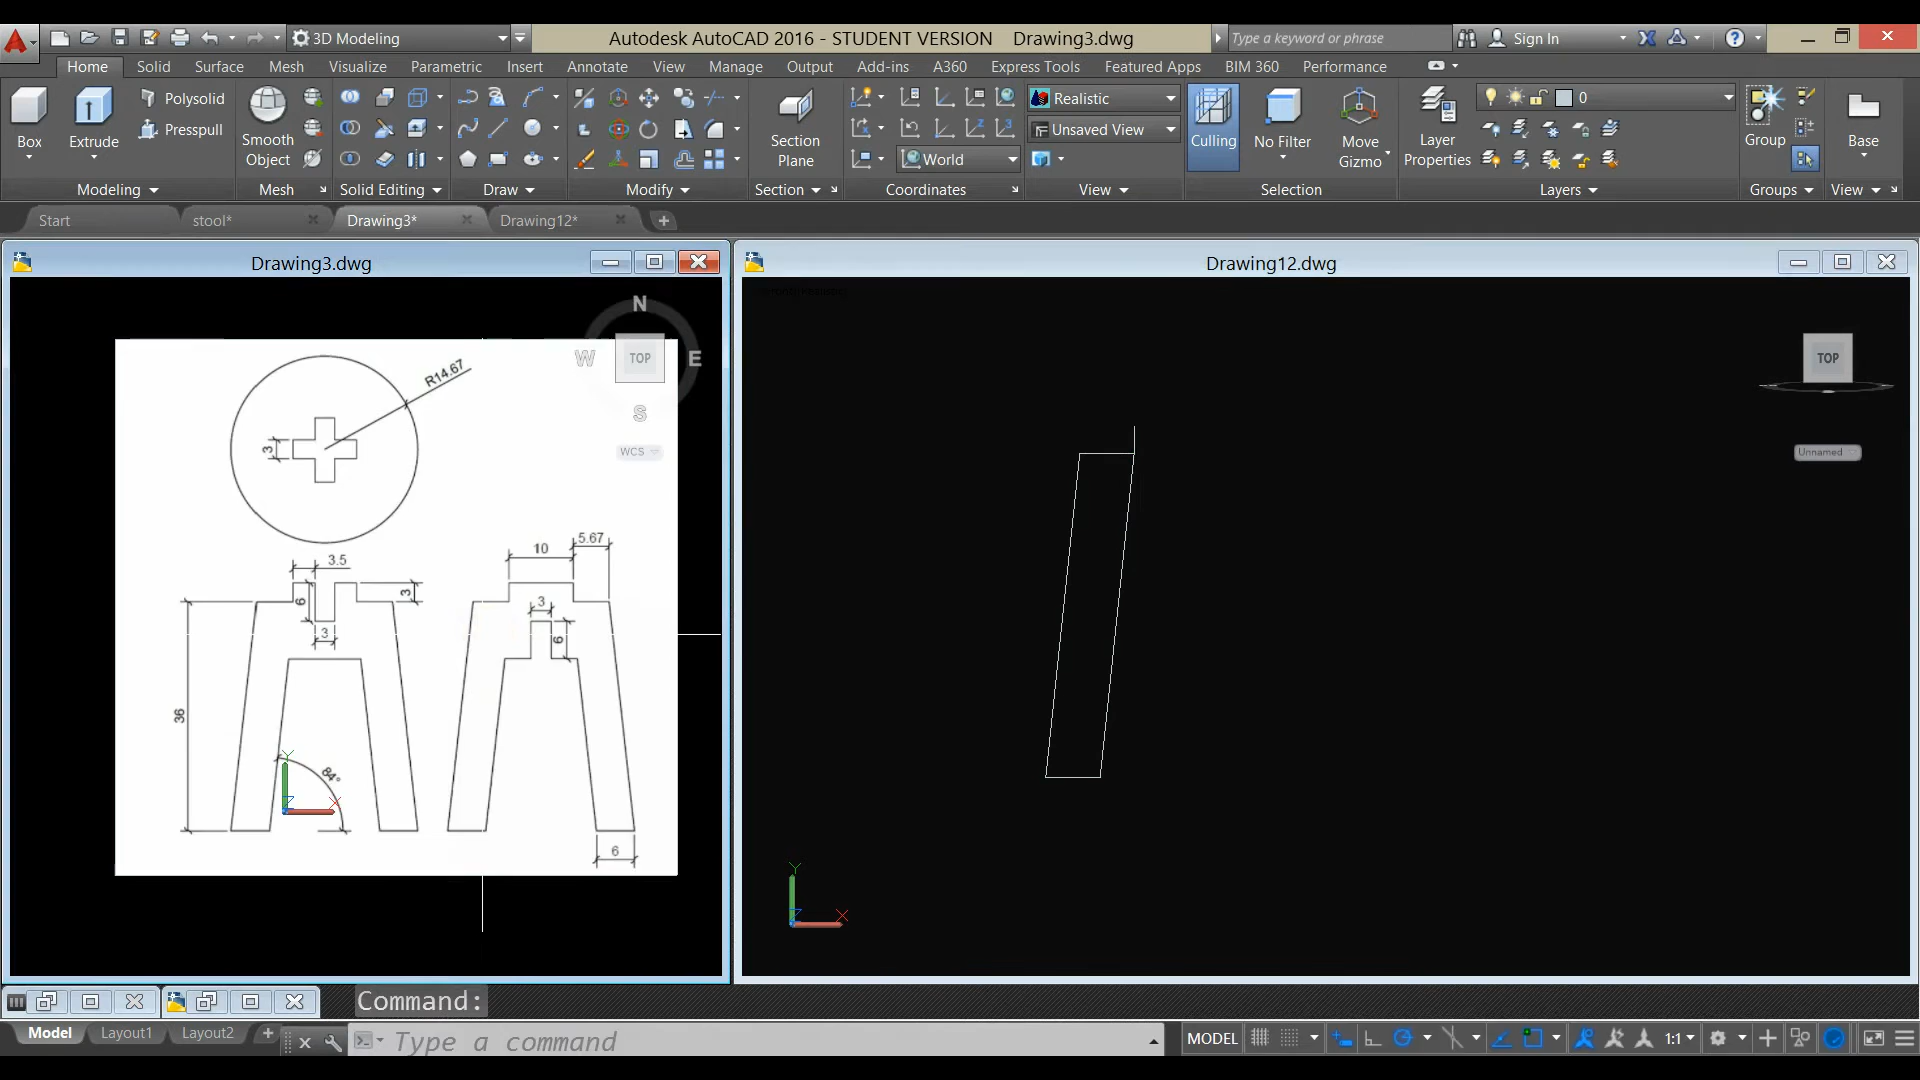 3D Modeling
Autodesk AutoCAD 2016 - STUDENT VERSION Drawing3.dwg
Type a keyword or phrase
Sign In
Home Solid Surface Mesh Visualize Parametric Insert Annotate View Manage Output Add-ins A360 Express Tools Featured Apps BIM 360 Performance
Box
Extrude
Polysolid
Presspull
Smooth Object
Section Plane
World
Realistic
Unsaved View
Culling
No Filter
Move Gizmo
Layer Properties
0
Group
Base
Modeling Mesh Solid Editing Draw Modify Section Coordinates View Selection Layers Groups View
Start stool* Drawing3* Drawing12*
Drawing3.dwg
Drawing12.dwg
N
W TOP E
S
WCS
TOP
Unnamed
R14.67
3
3.5
10
5.67
6
3
3
3
6
36
84°
6
Y
Z X
Y
Z X
Command:
Model Layout1 Layout2
Type a command
MODEL
1:1